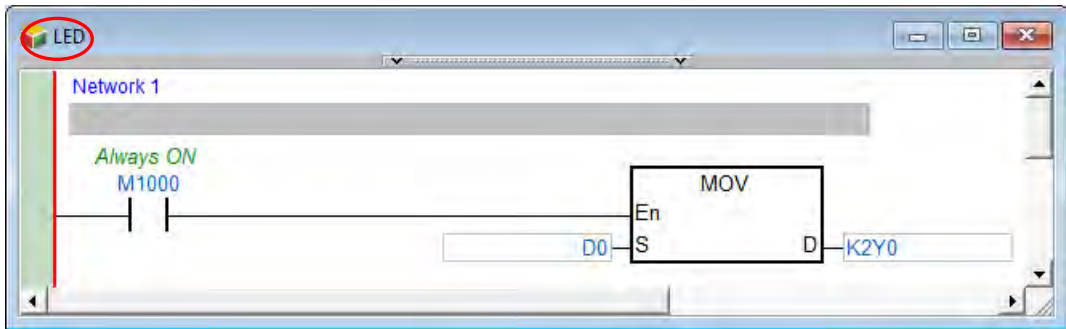 LED
Network 1
Always ON
M1000
MOV
En
D0 S D K2Y0